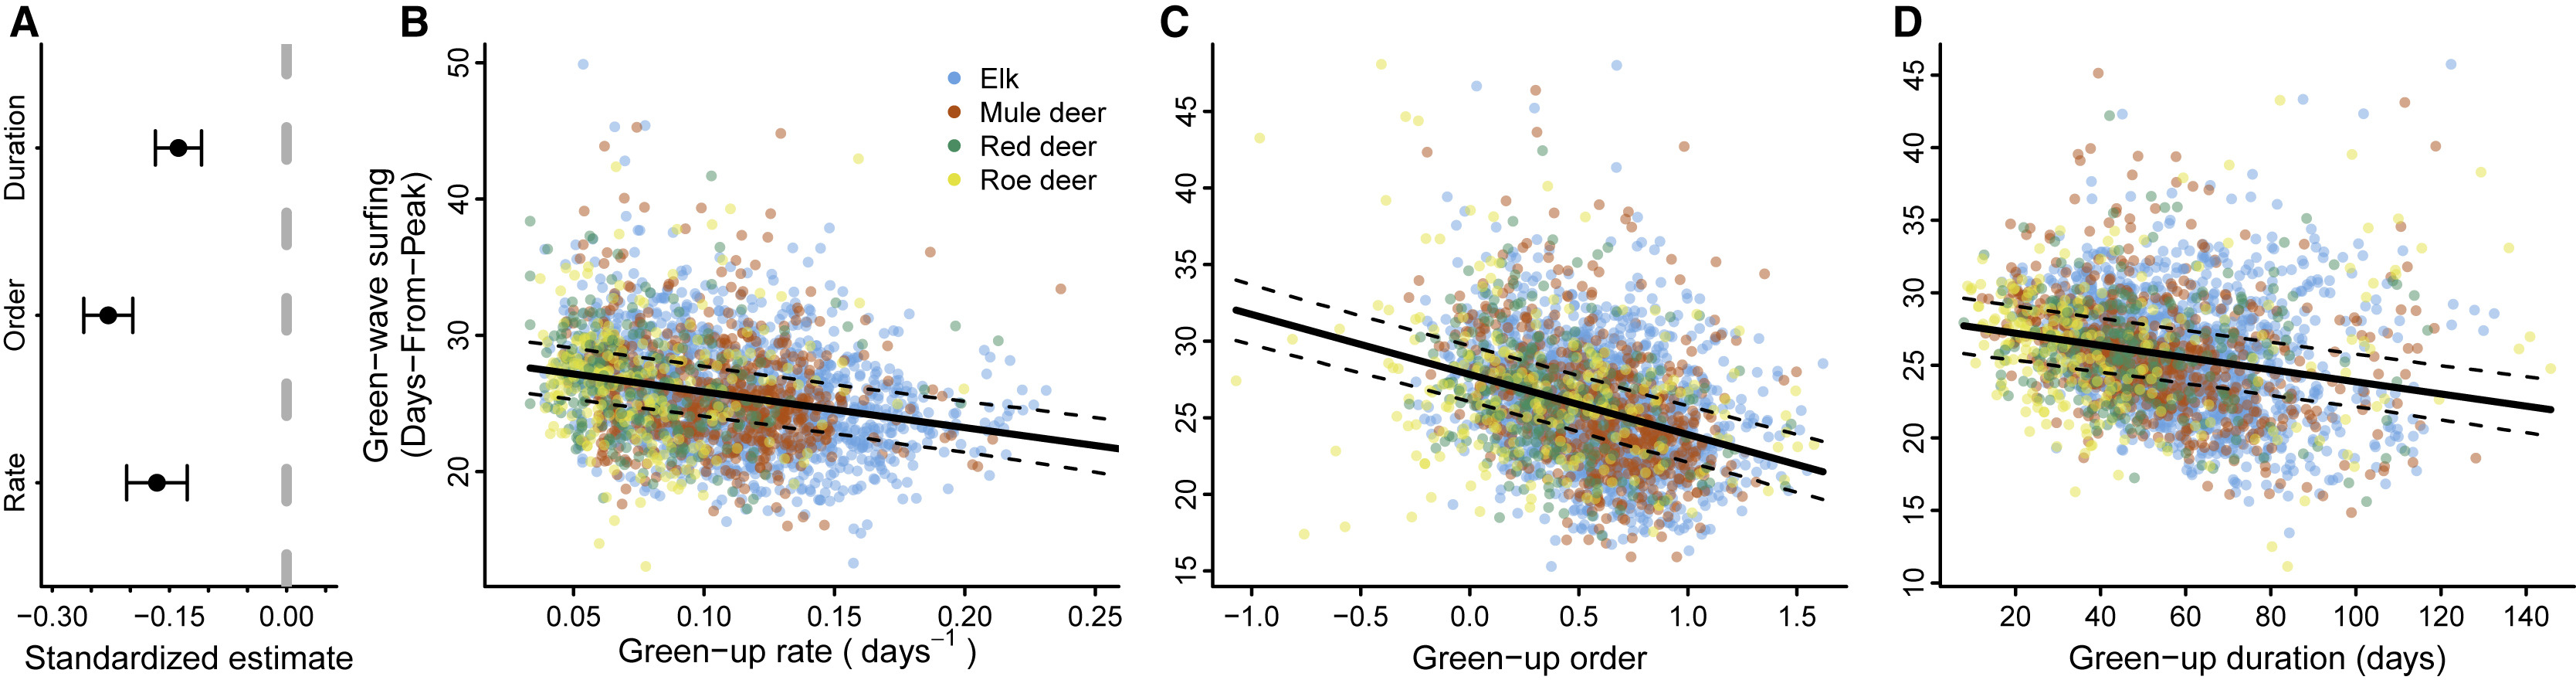 A
Duration
Order
Rate
−0.30 −0.15 0.00
Standardized estimate
B
Green−wave surfing
(Days−From−Peak)
50
40
30
20
Elk
Mule deer
Red deer
Roe deer
0.05 0.10 0.15 0.20 0.25
Green−up rate ( days−1 )
C
45
40
35
30
25
20
15
−1.0 −0.5 0.0 0.5 1.0 1.5
Green−up order
D
45
40
35
30
25
20
15
10
20 40 60 80 100 120 140
Green−up duration (days)